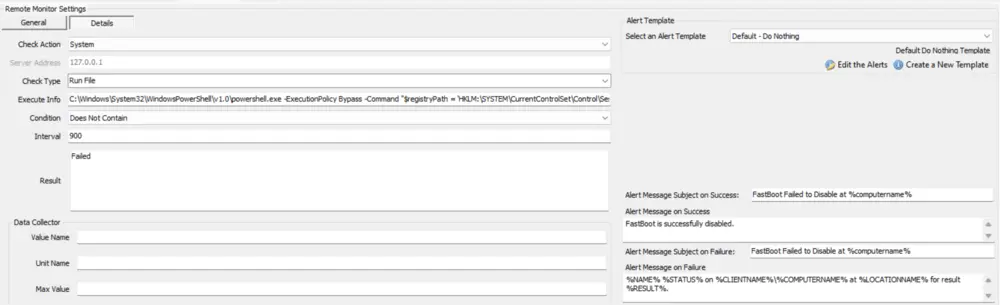 Remote Monitor Settings
General
Details
Check Action
System
Server Address
127.0.0.1
Check Type
Run File
Execute Info
C:\Windows\System32\WindowsPowerShell\v1.0\powershell.exe -ExecutionPolicy Bypass -Command "$registryPath = 'HKLM:\SYSTEM\CurrentControlSet\Control\Se
Condition
Does Not Contain
Interval
900
Result
Failed
Data Collector
Value Name
Unit Name
Max Value
Alert Template
Select an Alert Template
Default - Do Nothing
Default Do Nothing Template
Edit the Alerts
Create a New Template
Alert Message Subject on Success:
FastBoot Failed to Disable at %computername%
Alert Message on Success
FastBoot is successfully disabled.
Alert Message Subject on Failure:
FastBoot Failed to Disable at %computername%
Alert Message on Failure
%NAME% %STATUS% on %CLIENTNAME%\%COMPUTERNAME% at %LOCATIONNAME% for result
%RESULT%.